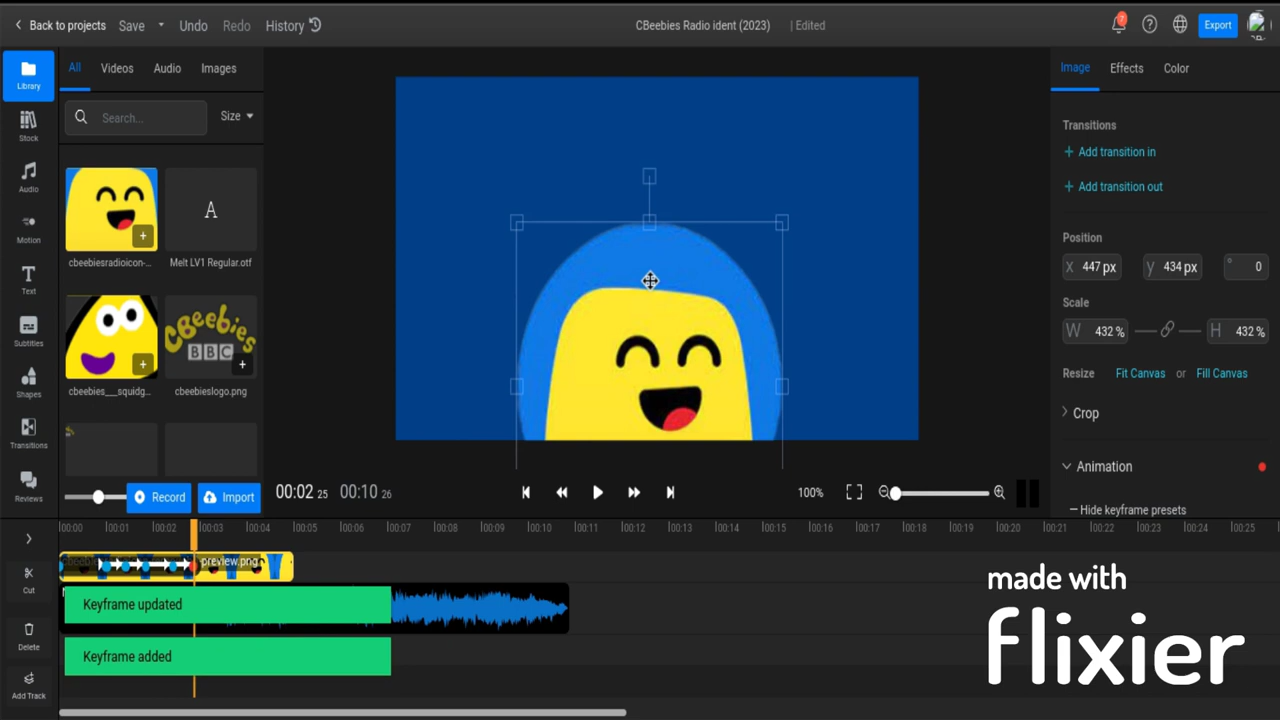 Back to projects Save Undo Redo History CBeebies Radio ident (2023) | Edited 7 Export
Library
Stock
Audio
Motion
Text
Subtitles
Shapes
Transitions
Reviews
All Videos Audio Images
Search... Size
cbeebiesradioicon-... Melt LV1 Regular.otf
A
CBeebies
BBC
cbeebies___squidg... cbeebieslogo.png
Record Import
00:02 25 00:10 26 100%
Image Effects Color
Transitions
+ Add transition in
+ Add transition out
Position
X 447 px y 434 px ° 0
Scale
W 432 % H 432 %
Resize Fit Canvas or Fill Canvas
Crop
Animation
Hide keyframe presets
00:00 00:01 00:02 00:03 00:04 00:05 00:06 00:07 00:08 00:09 00:10 00:11 00:12 00:13 00:14 00:15 00:16 00:17 00:18 00:19 00:20 00:21 00:22 00:23 00:24 00:25
preview.png
Cut
Delete
Add Track
Keyframe updated
Keyframe added
made with
flixier